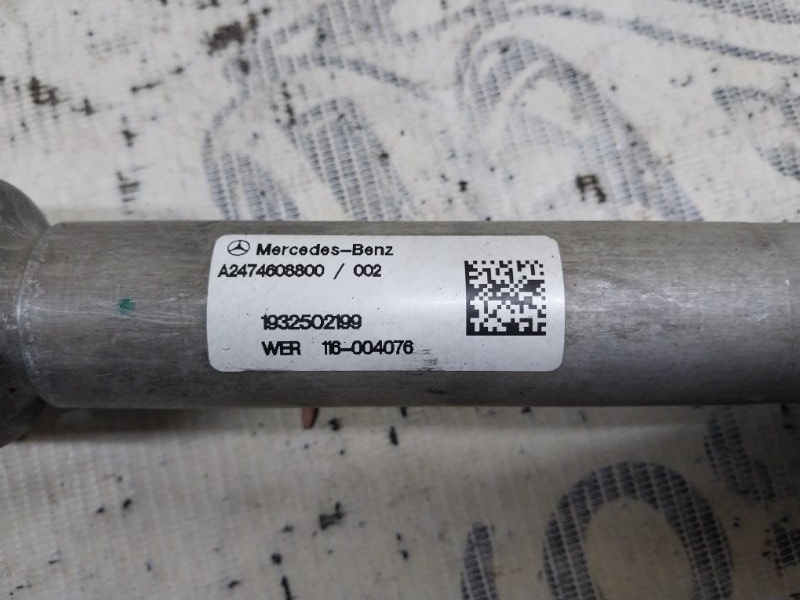 Mercedes-Benz
A2474608800 / 002
1932502199
WER 116-004076